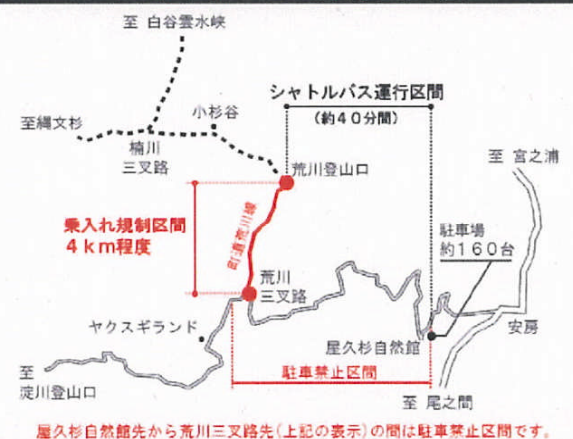 至 白谷雲水峡
シャトルバス運行区間
(約40分間)
小杉谷
至縄文杉
楠川
三叉路
荒川登山口
至 宮之浦
乗入れ規制区間
4km程度
町道荒川線
駐車場
約160台
荒川
三叉路
ヤクスギランド
安房
屋久杉自然館
至
淀川登山口
駐車禁止区間
至 尾之間
屋久杉自然館先から荒川三叉路先(上記の表示)の間は駐車禁止区間です。